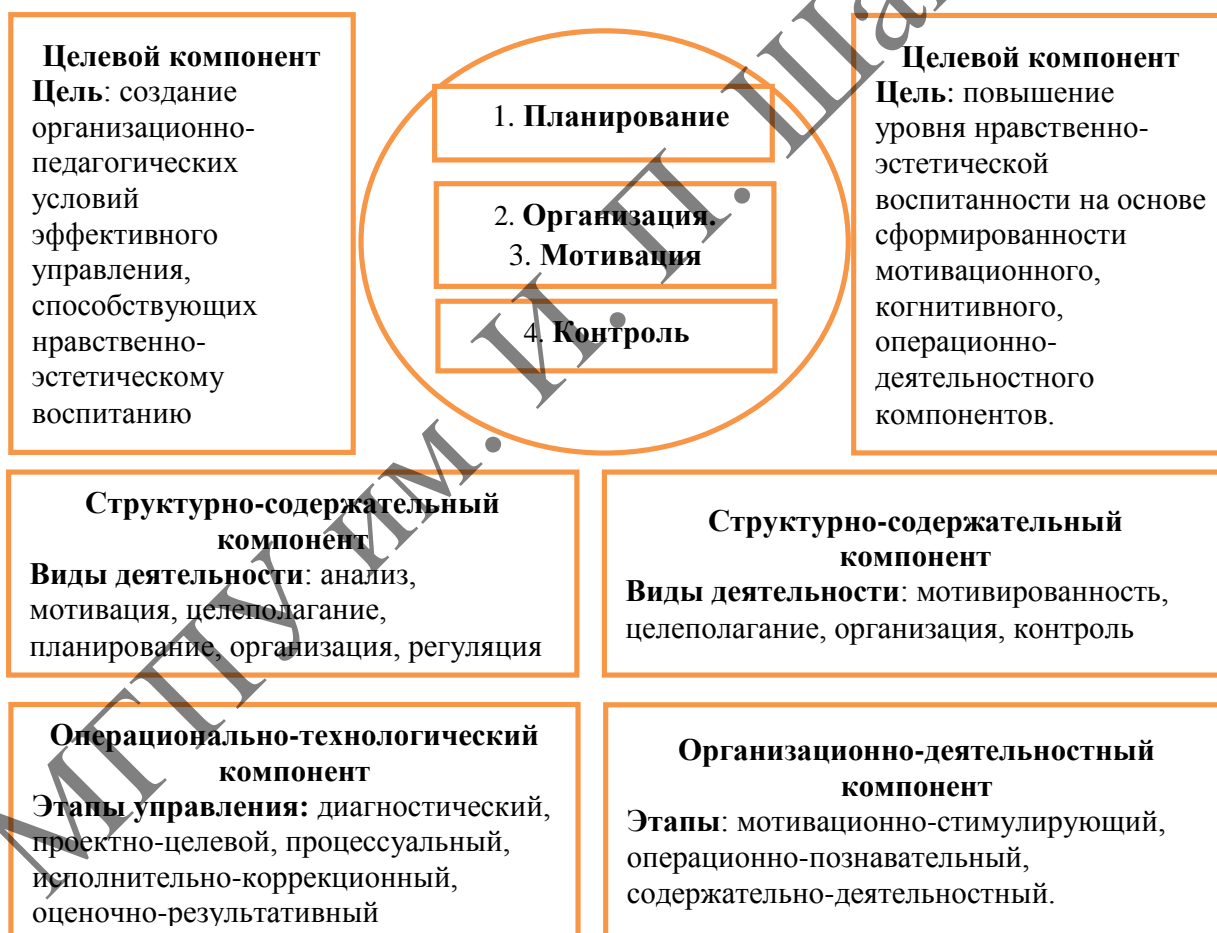 Целевой компонент
Цель: создание
организационно-
педагогических
условий
эффективного
управления,
способствующих
нравственно-
эстетическому
воспитанию
1. Планирование
2. Организация.
3. Мотивация
4. Контроль
Целевой компонент
Цель: повышение
уровня нравственно-
эстетической
воспитанности на основе
сформированности
мотивационного,
когнитивного,
операционно-
деятельностного
компонентов.
Структурно-содержательный
компонент
Виды деятельности: анализ,
мотивация, целеполагание,
планирование, организация, регуляция
Структурно-содержательный
компонент
Виды деятельности: мотивированность,
целеполагание, организация, контроль
Операционально-технологический
компонент
Этапы управления: диагностический,
проектно-целевой, процессуальный,
исполнительно-коррекционный,
оценочно-результативный
Организационно-деятельностный
компонент
Этапы: мотивационно-стимулирующий,
операционно-познавательный,
содержательно-деятельностный.
МГПУ им. И. П.